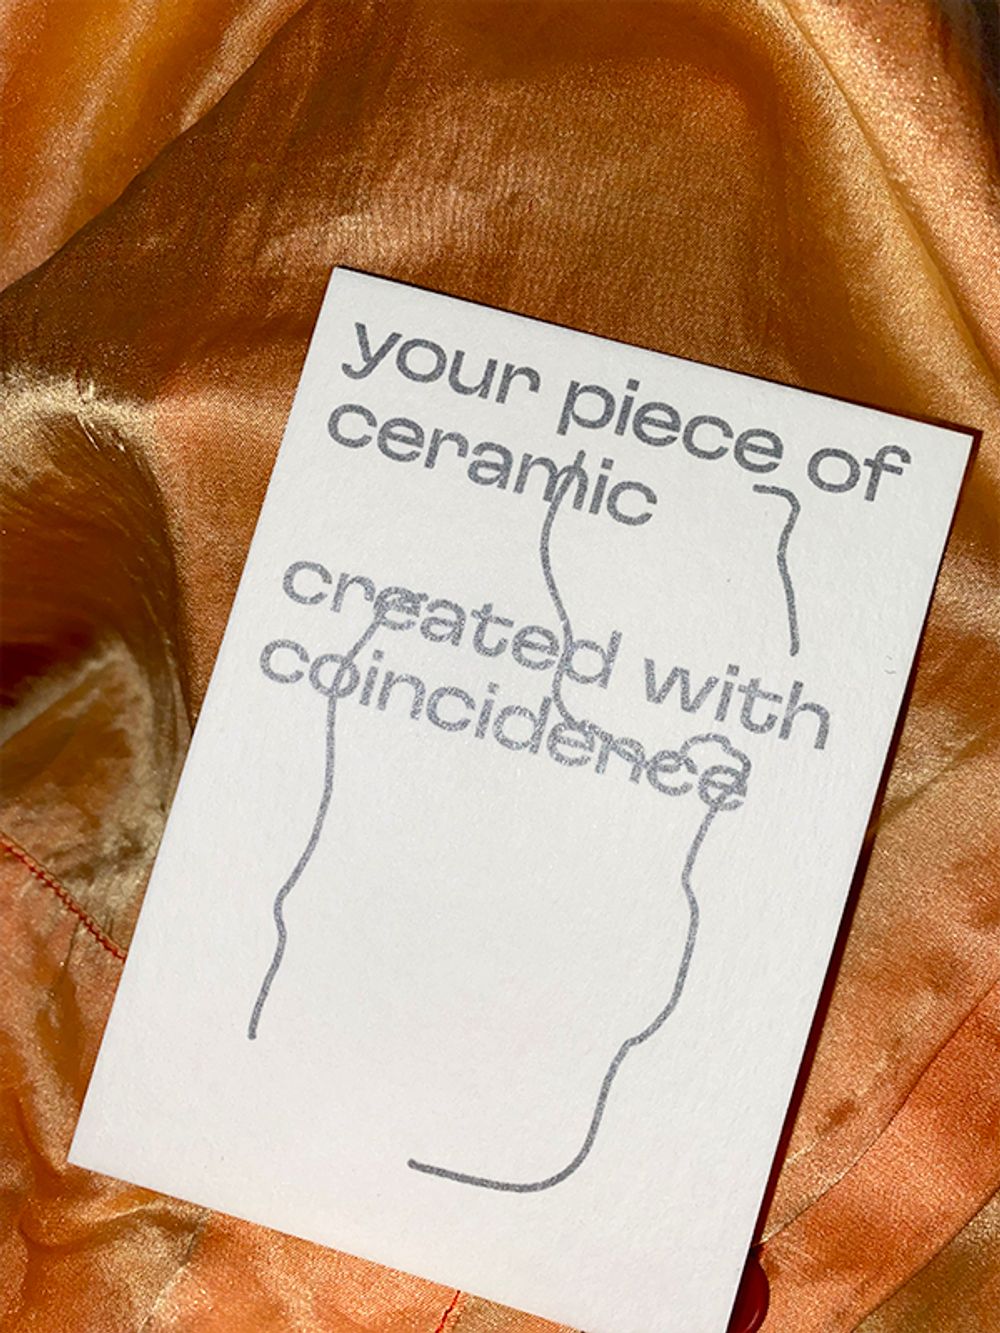 your piece of
ceramic
created with
coincidence